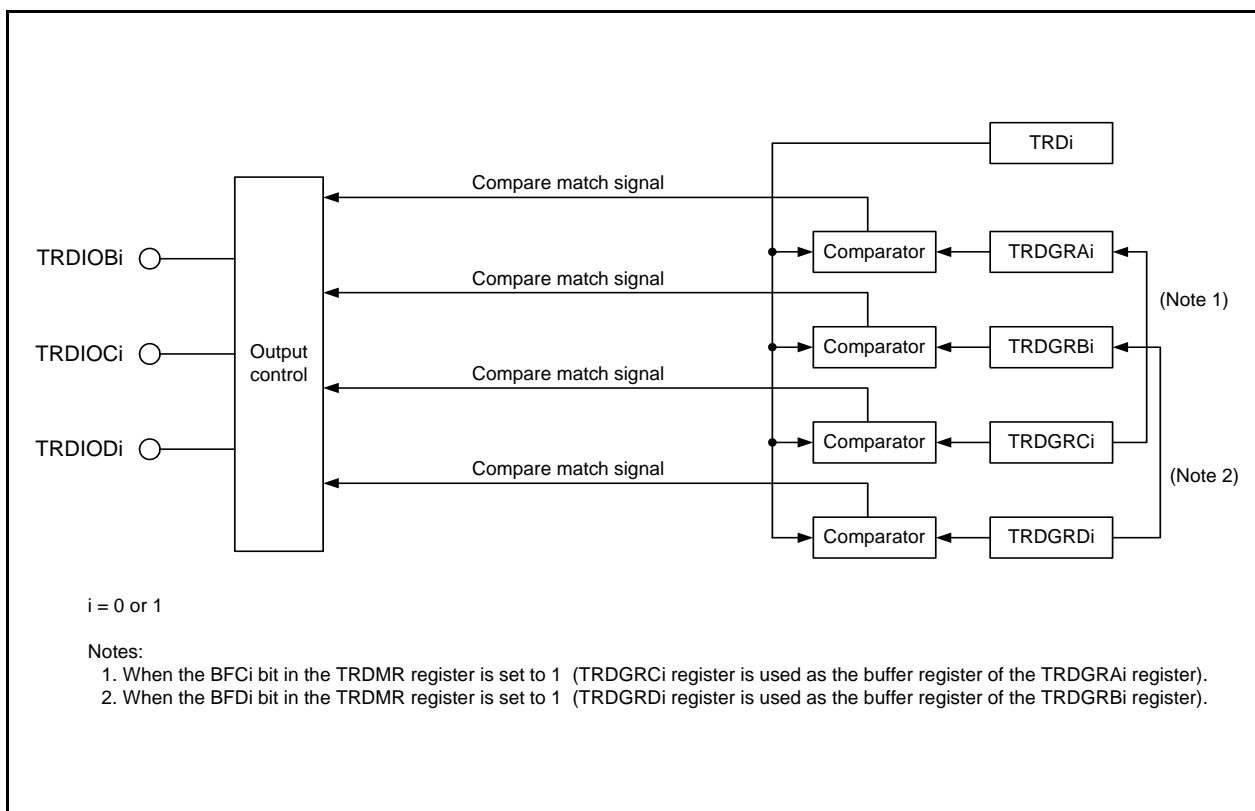 TRDi
Compare match signal
Comparator
TRDGRAi
TRDIOBi
Compare match signal
(Note 1)
Comparator
TRDGRBi
TRDIOCi
Output
control
Compare match signal
Comparator
TRDGRCi
TRDIODi
Compare match signal
(Note 2)
Comparator
TRDGRDi
i = 0 or 1
Notes:
1. When the BFCi bit in the TRDMR register is set to 1 (TRDGRCi register is used as the buffer register of the TRDGRAi register).
2. When the BFDi bit in the TRDMR register is set to 1 (TRDGRDi register is used as the buffer register of the TRDGRBi register).